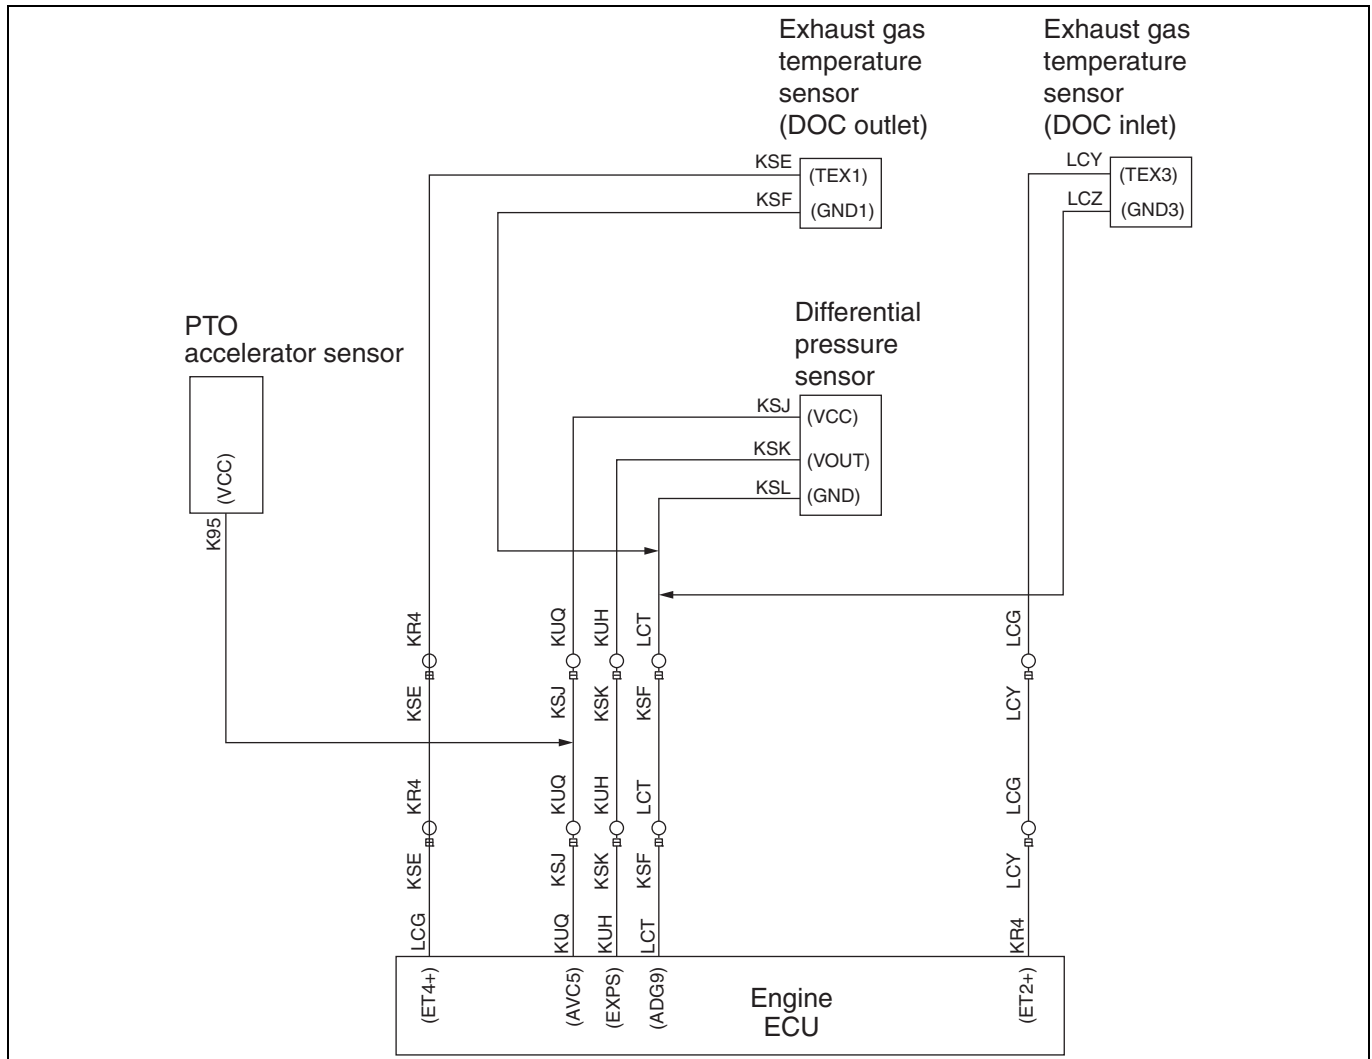 Exhaust gas
temperature
sensor
(DOC outlet)
Exhaust gas
temperature
sensor
(DOC inlet)
KSE
(TEX1)
KSF
(GND1)
LCY
(TEX3)
LCZ
(GND3)
PTO
accelerator sensor
(VCC)
K95
Differential
pressure
sensor
KSJ
(VCC)
KSK
(VOUT)
KSL
(GND)
KR4
KUQ
KUH
LCT
LCG
KSE
KSJ
KSK
KSF
LCY
KR4
KUQ
KUH
LCT
LCG
KSE
KSJ
KSK
KSF
LCY
LCG
KUQ
KUH
LCT
KR4
(ET4+)
(AVC5)
(EXPS)
(ADG9)
(ET2+)
Engine
ECU